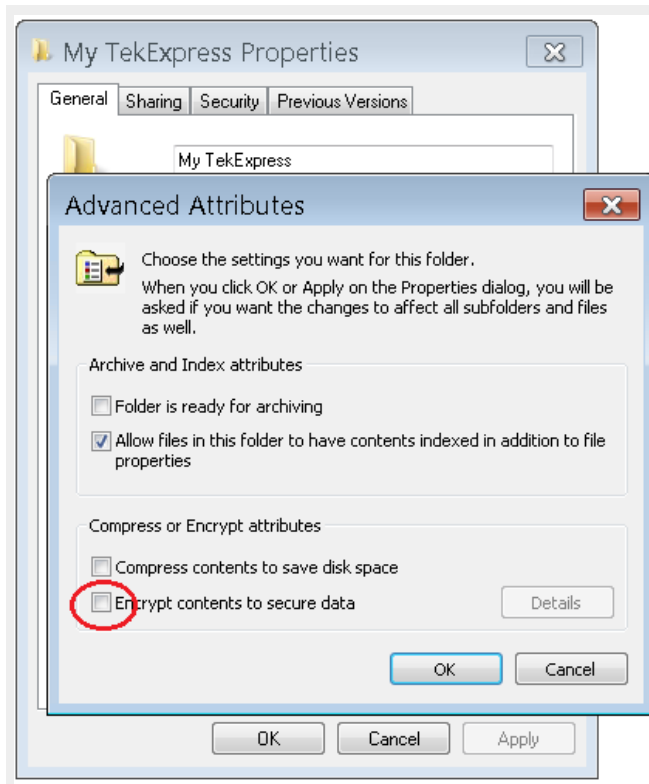 My TekExpress Properties
General Sharing Security Previous Versions
My TekExpress
Advanced Attributes
Choose the settings you want for this folder.
When you click OK or Apply on the Properties dialog, you will be
asked if you want the changes to affect all subfolders and files
as well.
Archive and Index attributes
Folder is ready for archiving
Allow files in this folder to have contents indexed in addition to file
properties
Compress or Encrypt attributes
Compress contents to save disk space
Encrypt contents to secure data
Details
OK Cancel
OK Cancel Apply